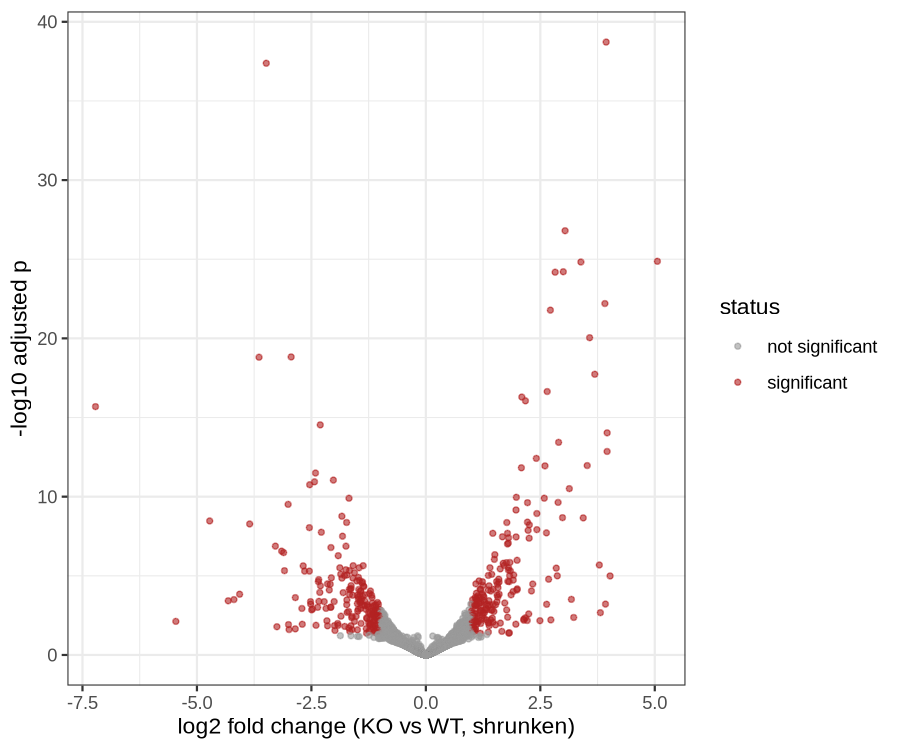 40
30
20
10
0
-7.5
-5.0
-2.5
0.0
2.5
5.0
-log10 adjusted p
log2 fold change (KO vs WT, shrunken)
status
not significant
significant